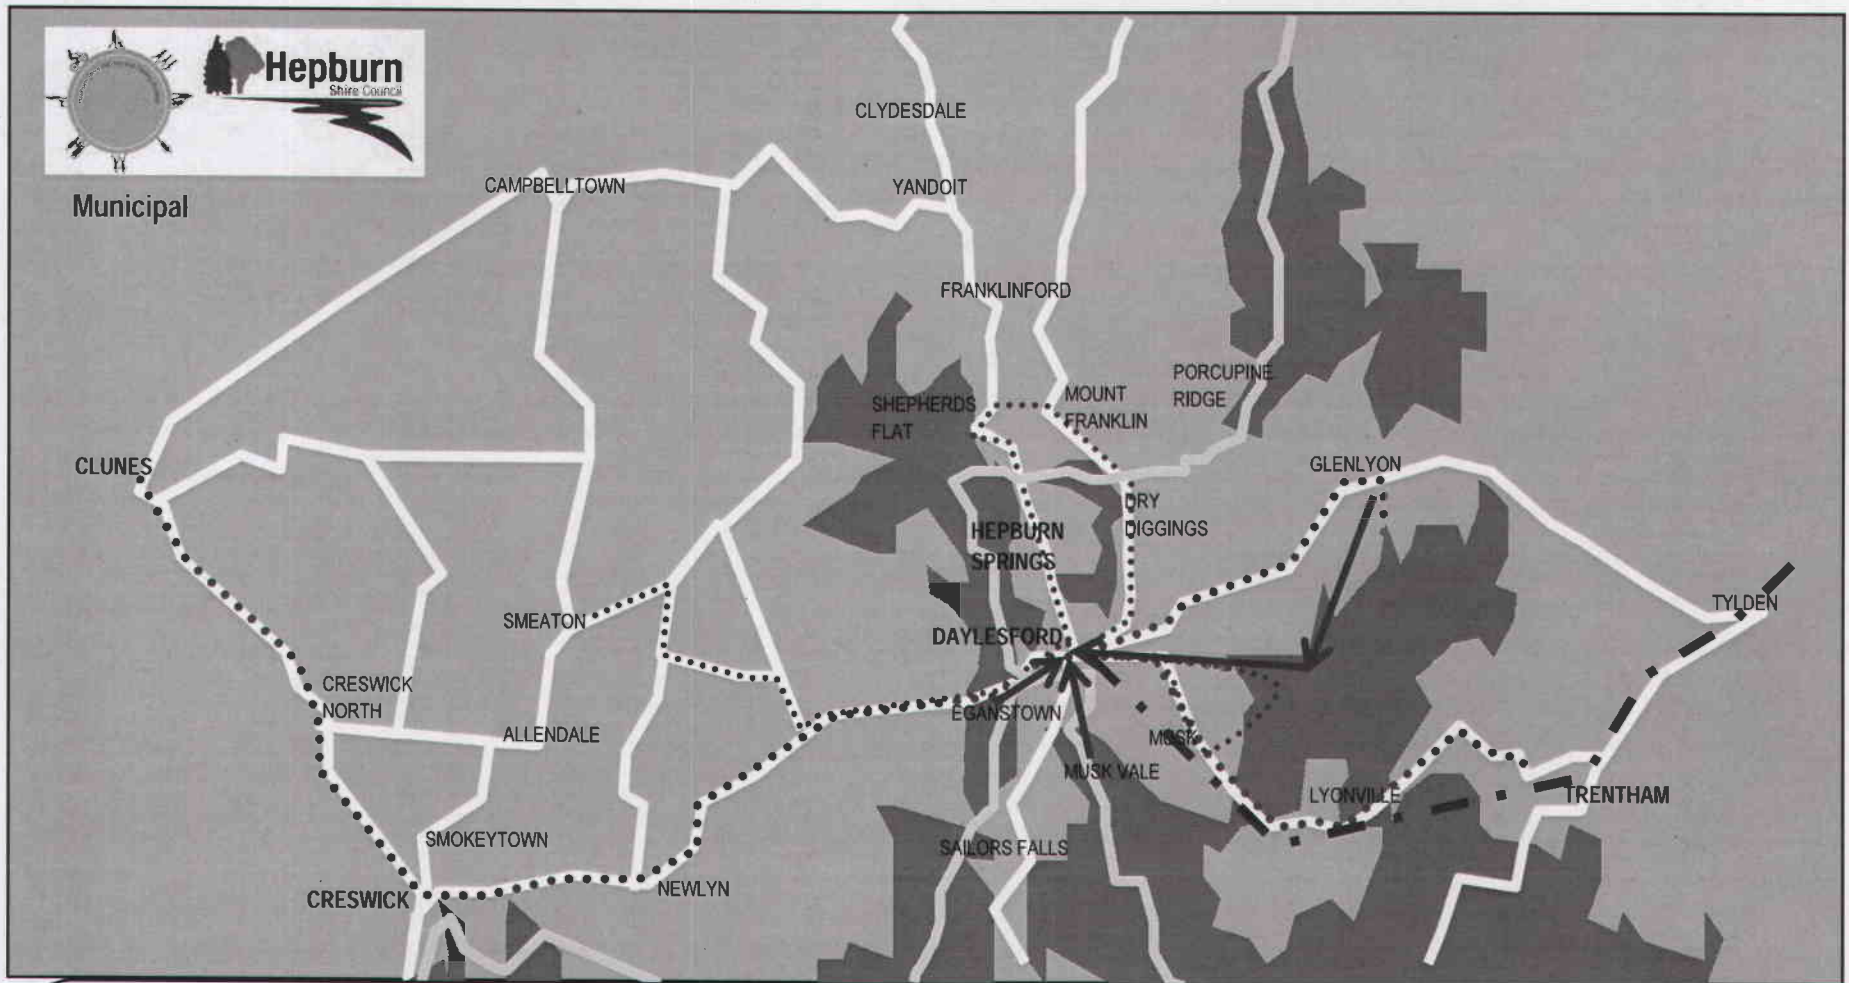 Hepburn
Shire Council
Municipal
CLYDESDALE
CAMPBELLTOWN
YANDOIT
FRANKLINFORD
PORCUPINE
RIDGE
SHEPHERDS
FLAT
MOUNT
FRANKLIN
CLUNES
GLENLYON
DRY
DIGGINGS
HEPBURN
SPRINGS
TYLDEN
SMEATON
DAYLESFORD
CRESWICK
NORTH
EGANSTOWN
ALLENDALE
MUSK
MUSK VALE
LYONVILLE
TRENTHAM
SMOKEYTOWN
SAILORS FALLS
CRESWICK
NEWLYN